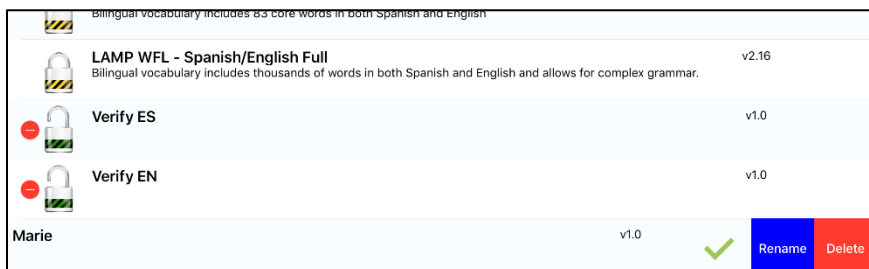 Bilingual vocabulary includes 83 core words in both Spanish and English
LAMP WFL - Spanish/English Full
v2.16
Bilingual vocabulary includes thousands of words in both Spanish and English and allows for complex grammar.
Verify ES
v1.0
Verify EN
v1.0
Marie
v1.0
Rename
Delete